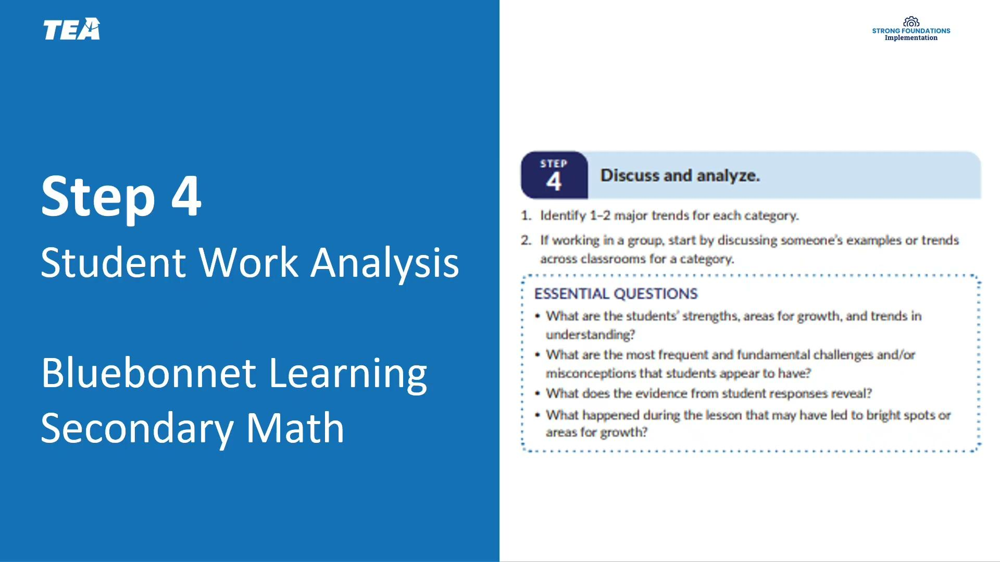 TEA
STRONG FOUNDATIONS
Implementation
Step 4
Student Work Analysis
Bluebonnet Learning
Secondary Math
STEP
4
Discuss and analyze.
1. Identify 1–2 major trends for each category.
2. If working in a group, start by discussing someone's examples or trends
across classrooms for a category.
ESSENTIAL QUESTIONS
• What are the students' strengths, areas for growth, and trends in
understanding?
• What are the most frequent and fundamental challenges and/or
misconceptions that students appear to have?
• What does the evidence from student responses reveal?
• What happened during the lesson that may have led to bright spots or
areas for growth?